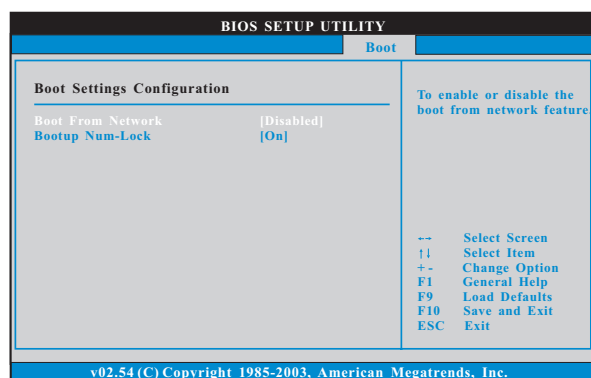 BIOS SETUP UTILITY
Boot
Boot Settings Configuration
Boot From Network [Disabled]
Bootup Num-Lock [On]
To enable or disable the
boot from network feature.
←→ Select Screen
↑↓ Select Item
+ - Change Option
F1 General Help
F9 Load Defaults
F10 Save and Exit
ESC Exit
v02.54 (C) Copyright 1985-2003, American Megatrends, Inc.